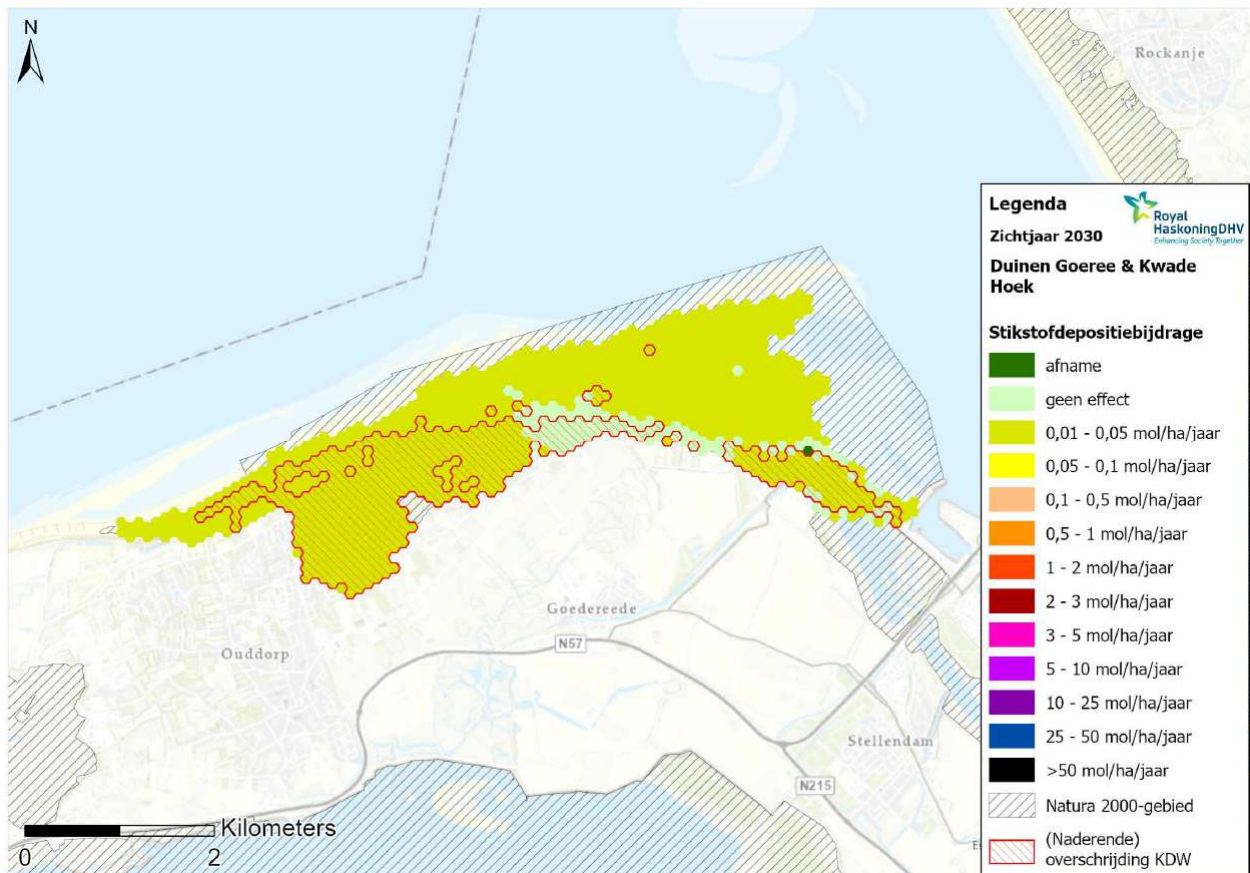 N
Rockanje
Legenda
Royal
HaskoningDHV
Enhancing Society Together
Zichtjaar 2030
Duinen Goeree & Kwade
Hoek
Stikstofdepositiebijdrage
afname
geen effect
0,01 - 0,05 mol/ha/jaar
0,05 - 0,1 mol/ha/jaar
0,1 - 0,5 mol/ha/jaar
0,5 - 1 mol/ha/jaar
1 - 2 mol/ha/jaar
2 - 3 mol/ha/jaar
3 - 5 mol/ha/jaar
5 - 10 mol/ha/jaar
10 - 25 mol/ha/jaar
25 - 50 mol/ha/jaar
>50 mol/ha/jaar
Natura 2000-gebied
(Naderende)
overschrijding KDW
Goedereede
N57
Ouddorp
Stellendam
N215
Kilometers
0 2